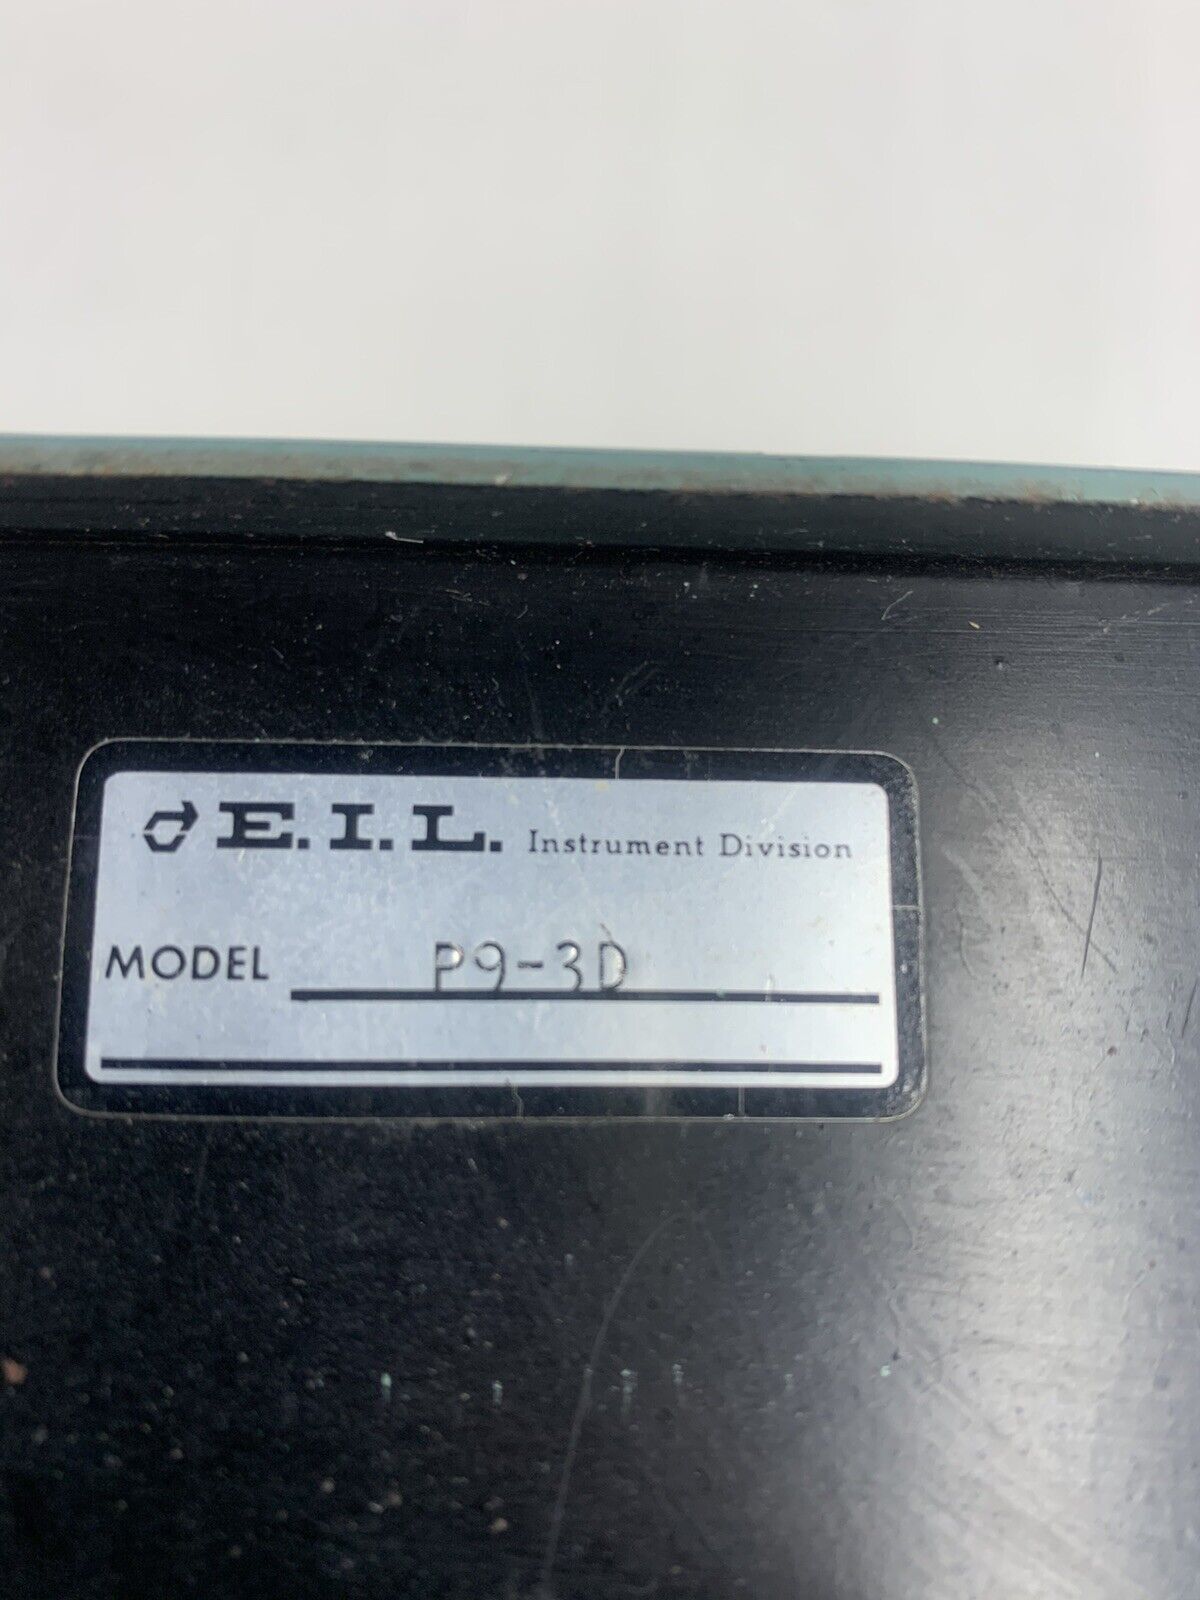 E.I.L. Instrument Division
MODEL P9-3D